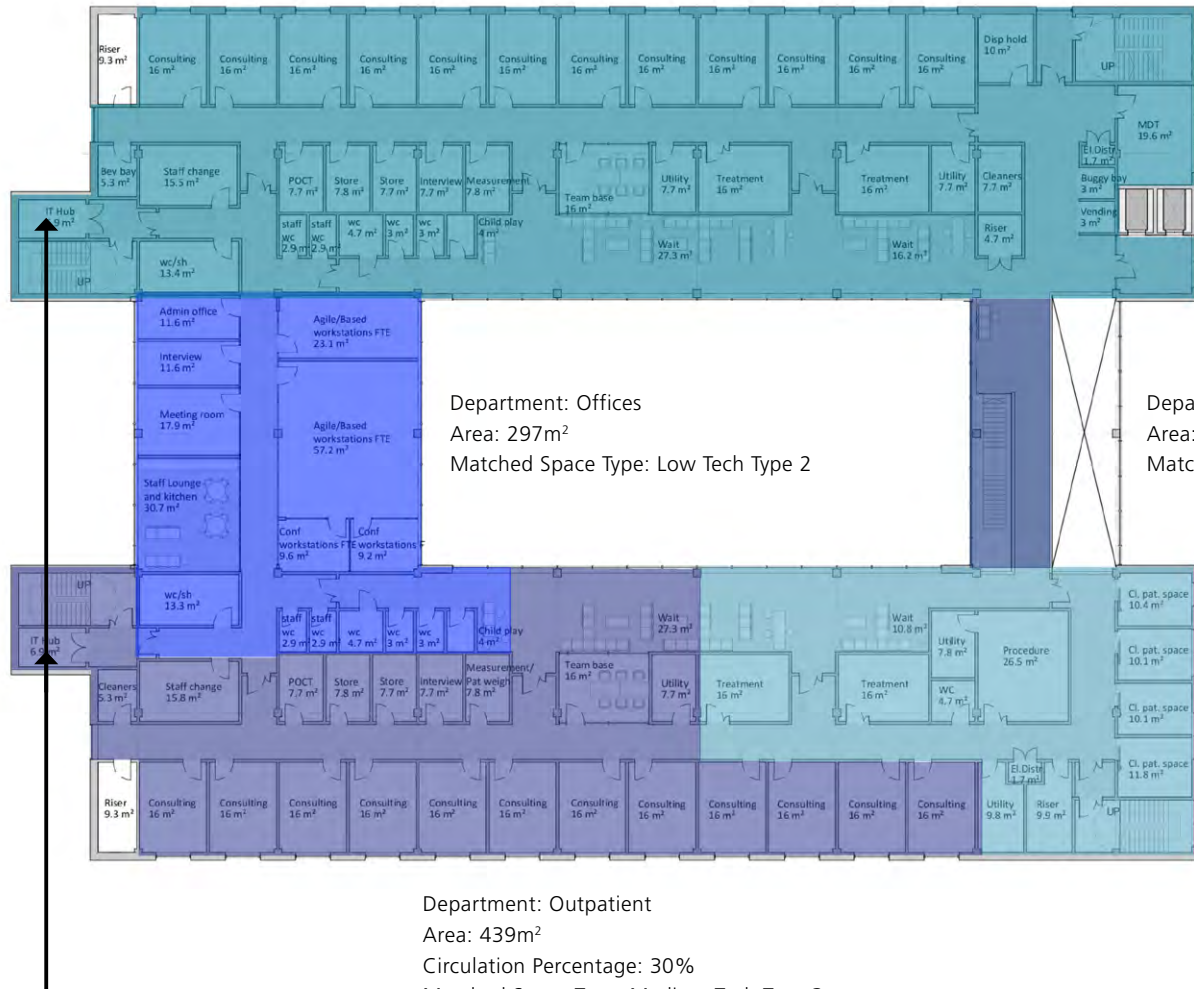 Riser
9.3 m²
Consulting
16 m²
Consulting
16 m²
Consulting
16 m²
Consulting
16 m²
Consulting
16 m²
Consulting
16 m²
Consulting
16 m²
Consulting
16 m²
Consulting
16 m²
Consulting
16 m²
Consulting
16 m²
Consulting
16 m²
Disp hold
10 m²
UP
MDT
19.6 m²
Bev bay
5.3 m²
Staff change
15.5 m²
POCT
7.7 m²
Store
7.8 m²
Store
7.7 m²
Interview
7.7 m²
Measurement
7.8 m²
Team base
16 m²
Utility
7.7 m²
Treatment
16 m²
Treatment
16 m²
Utility
7.7 m²
Cleaners
7.7 m²
El.Distr
1.7 m²
Buggy bay
3 m²
Vending
3 m²
IT Hub
9 m²
UP
wc/sh
13.4 m²
staff
wc
2.9 m²
staff
wc
2.9 m²
wc
4.7 m²
wc
3 m²
wc
3 m²
Child play
4 m²
Wait
27.3 m²
Wait
16.2 m²
Riser
4.7 m²
Admin office
11.6 m²
Agile/Based
workstations FTE
23.1 m²
Interview
11.6 m²
Meeting room
17.9 m²
Agile/Based
workstations FTE
57.2 m²
Staff Lounge
and kitchen
30.7 m²
Conf
workstations FTE
9.6 m²
Conf
workstations F
9.2 m²
Department: Offices
Area: 297m²
Matched Space Type: Low Tech Type 2
Depa
Area:
Matc
UP
IT Hub
6.9 m²
wc/sh
13.3 m²
staff
wc
2.9 m²
staff
wc
2.9 m²
wc
4.7 m²
wc
3 m²
wc
3 m²
Child play
4 m²
Wait
27.3 m²
Wait
10.8 m²
Utility
7.8 m²
Procedure
26.5 m²
Cl. pat. space
10.4 m²
Cl. pat. space
10.1 m²
Cl. pat. space
10.1 m²
Cl. pat. space
11.8 m²
Cleaners
5.3 m²
Staff change
15.8 m²
POCT
7.7 m²
Store
7.8 m²
Store
7.7 m²
Interview
7.7 m²
Measurement/
Pat weigh
7.8 m²
Team base
16 m²
Utility
7.7 m²
Treatment
16 m²
Treatment
16 m²
WC
4.7 m²
El.Distr
1.7 m²
Riser
9.3 m²
Consulting
16 m²
Consulting
16 m²
Consulting
16 m²
Consulting
16 m²
Consulting
16 m²
Consulting
16 m²
Consulting
16 m²
Consulting
16 m²
Consulting
16 m²
Consulting
16 m²
Consulting
16 m²
Consulting
16 m²
Utility
9.8 m²
Riser
9.9 m²
UP
Department: Outpatient
Area: 439m²
Circulation Percentage: 30%